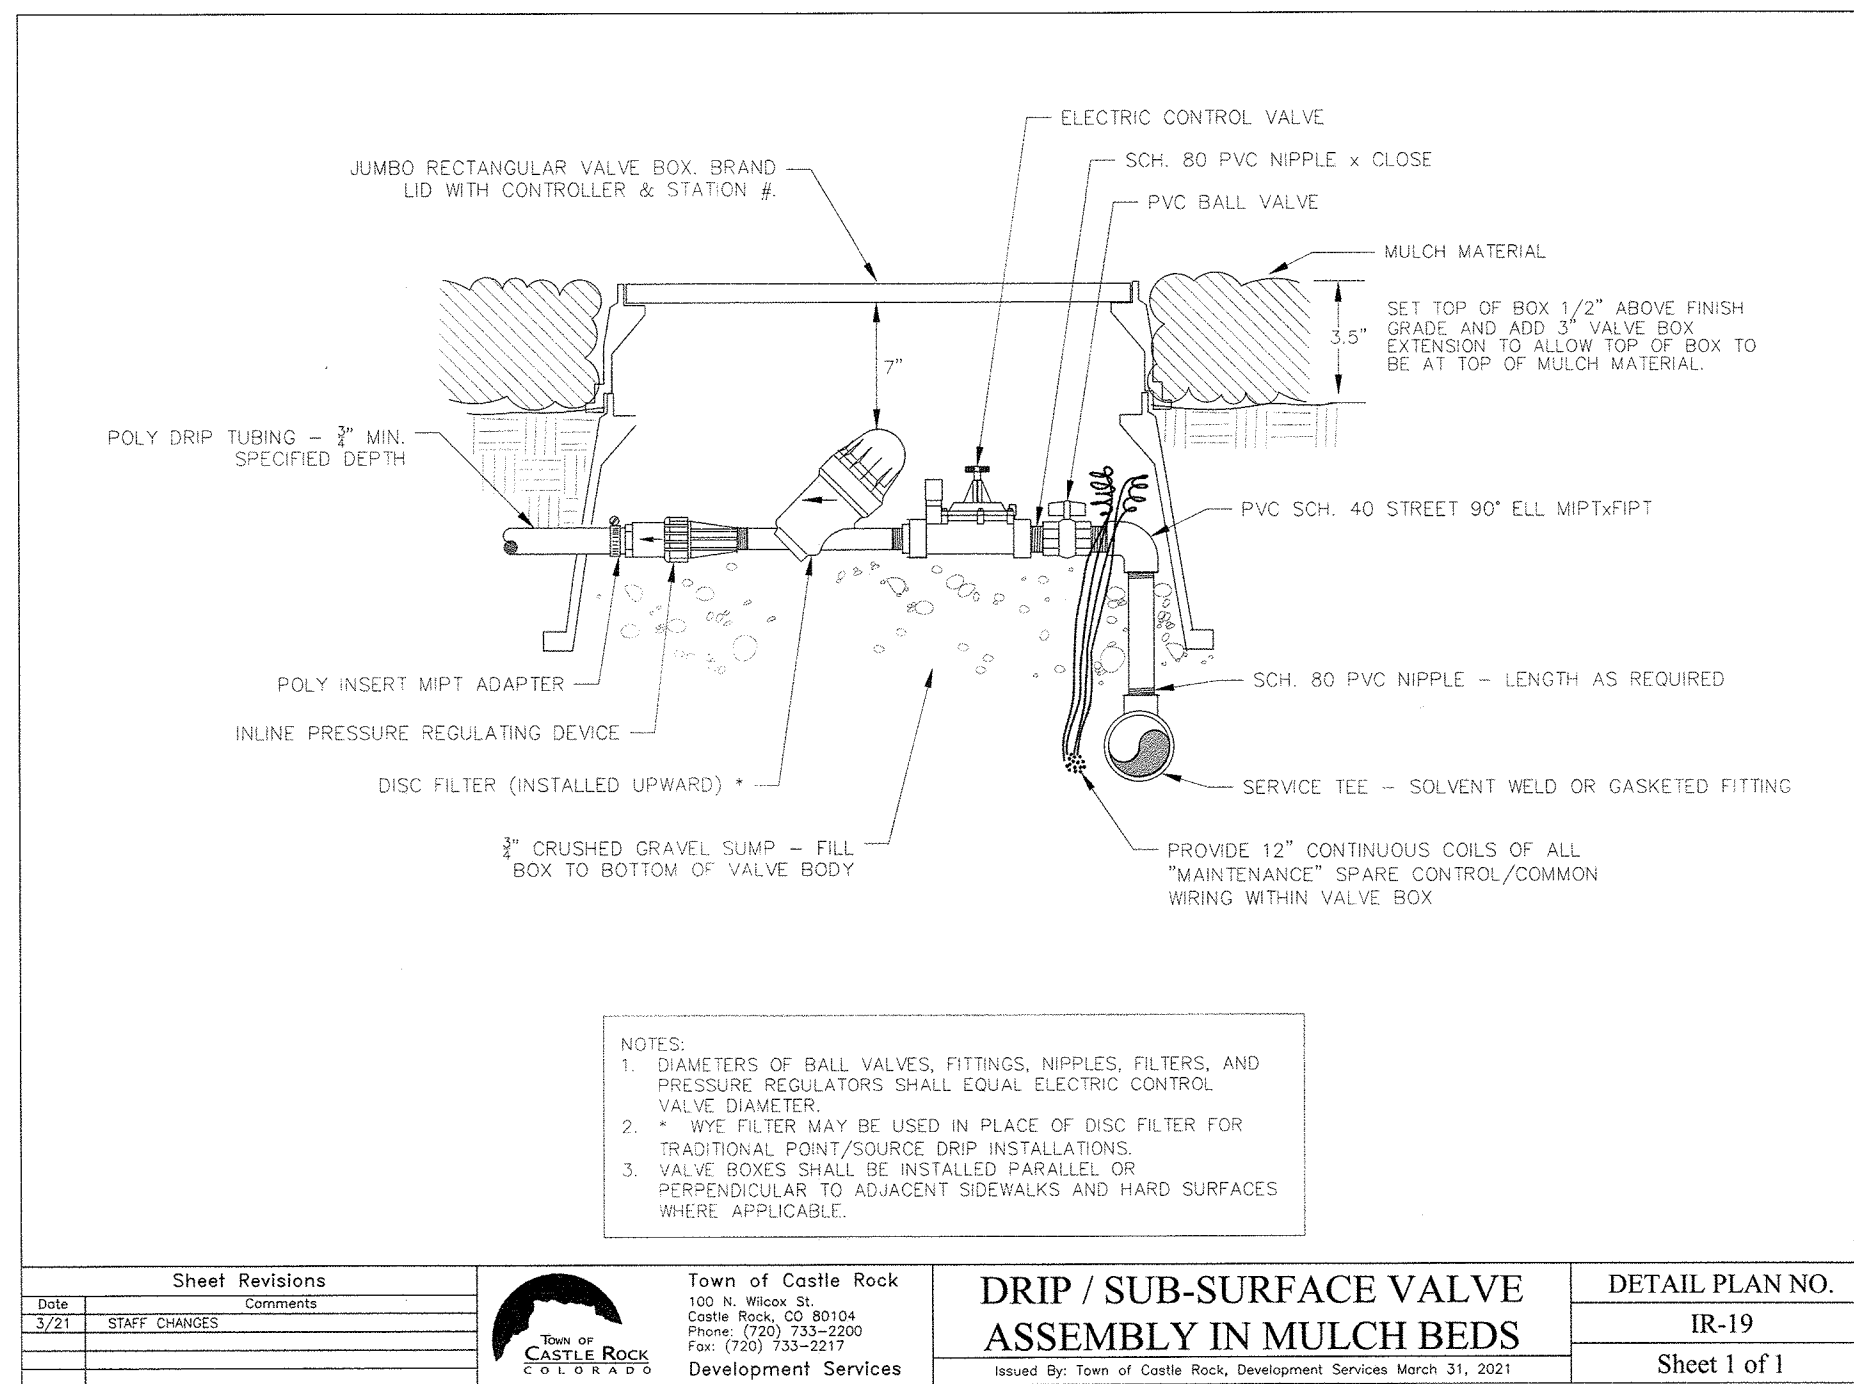 ELECTRIC CONTROL VALVE
SCH. 80 PVC NIPPLE x CLOSE
PVC BALL VALVE
JUMBO RECTANGULAR VALVE BOX. BRAND
LID WITH CONTROLLER & STATION #.
MULCH MATERIAL
SET TOP OF BOX 1/2" ABOVE FINISH
GRADE AND ADD 3" VALVE BOX
EXTENSION TO ALLOW TOP OF BOX TO
BE AT TOP OF MULCH MATERIAL.
3.5"
7"
POLY DRIP TUBING – ¾" MIN.
SPECIFIED DEPTH
PVC SCH. 40 STREET 90° ELL MIPTxFIPT
POLY INSERT MIPT ADAPTER
SCH. 80 PVC NIPPLE – LENGTH AS REQUIRED
INLINE PRESSURE REGULATING DEVICE
DISC FILTER (INSTALLED UPWARD) *
SERVICE TEE – SOLVENT WELD OR GASKETED FITTING
¾" CRUSHED GRAVEL SUMP – FILL
BOX TO BOTTOM OF VALVE BODY
PROVIDE 12" CONTINUOUS COILS OF ALL
"MAINTENANCE" SPARE CONTROL/COMMON
WIRING WITHIN VALVE BOX
NOTES:
1. DIAMETERS OF BALL VALVES, FITTINGS, NIPPLES, FILTERS, AND
PRESSURE REGULATORS SHALL EQUAL ELECTRIC CONTROL
VALVE DIAMETER.
2. * WYE FILTER MAY BE USED IN PLACE OF DISC FILTER FOR
TRADITIONAL POINT/SOURCE DRIP INSTALLATIONS.
3. VALVE BOXES SHALL BE INSTALLED PARALLEL OR
PERPENDICULAR TO ADJACENT SIDEWALKS AND HARD SURFACES
WHERE APPLICABLE.
Sheet Revisions
Date Comments
3/21 STAFF CHANGES
TOWN OF
CASTLE ROCK
COLORADO
Town of Castle Rock
100 N. Wilcox St.
Castle Rock, CO 80104
Phone: (720) 733–2200
Fax: (720) 733–2217
Development Services
DRIP / SUB-SURFACE VALVE
ASSEMBLY IN MULCH BEDS
Issued By: Town of Castle Rock, Development Services March 31, 2021
DETAIL PLAN NO.
IR-19
Sheet 1 of 1